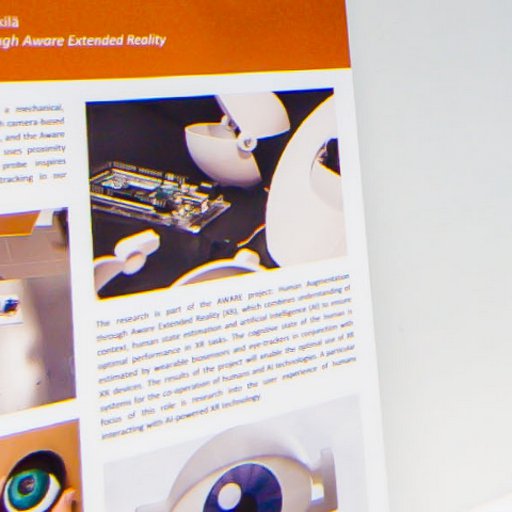 kilä
ugh Aware Extended Reality
a mechanical,
camera-based
, and the Aware
uses proximity
probe inspires
tracking in our
The research is part of the AWARE project: Human Augmentation
through Aware Extended Reality (XR), which combines understanding of
context, human state estimation and artificial intelligence (AI) to ensure
optimal performance in XR tasks. The cognitive state of the human is
estimated by wearable biosensors and eye-trackers in conjunction with
XR devices. The results of the project will enable the optimal use of XR
systems for the co-operation of humans and AI technologies. A particular
focus of this role is research into the user experience of humans
interacting with AI-powered XR technology.